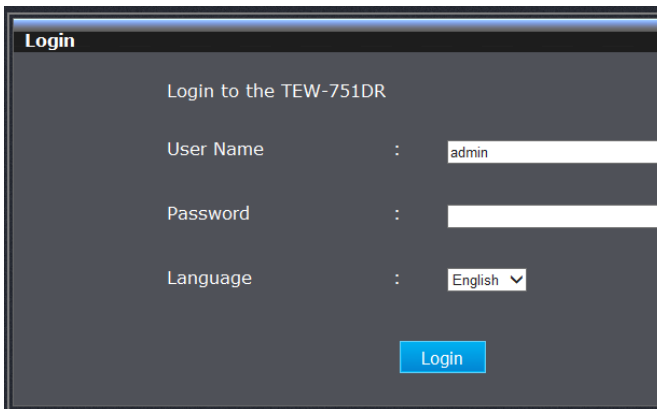 Login
Login to the TEW-751DR
User Name : admin
Password :
Language : English
Login